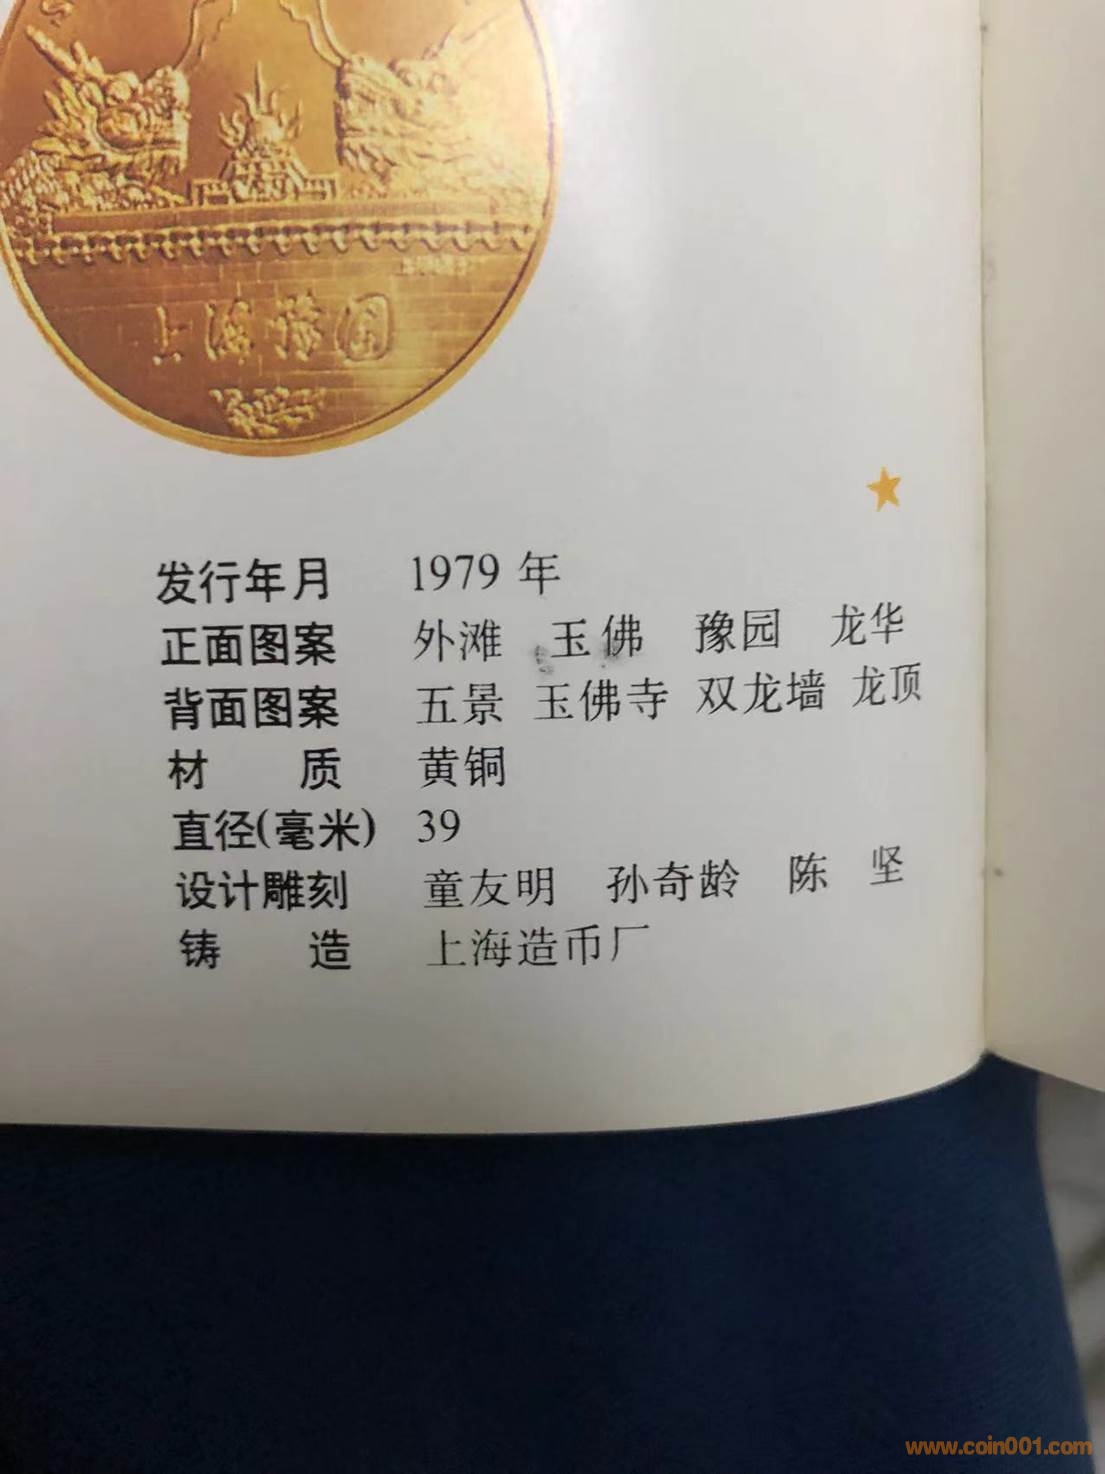 上海豫园
发行年月 1979 年
正面图案 外滩 玉佛 豫园 龙华
背面图案 五景 玉佛寺 双龙墙 龙顶
材 质 黄铜
直径(毫米) 39
设计雕刻 童友明 孙奇龄 陈 坚
铸 造 上海造币厂
www.coin001.com